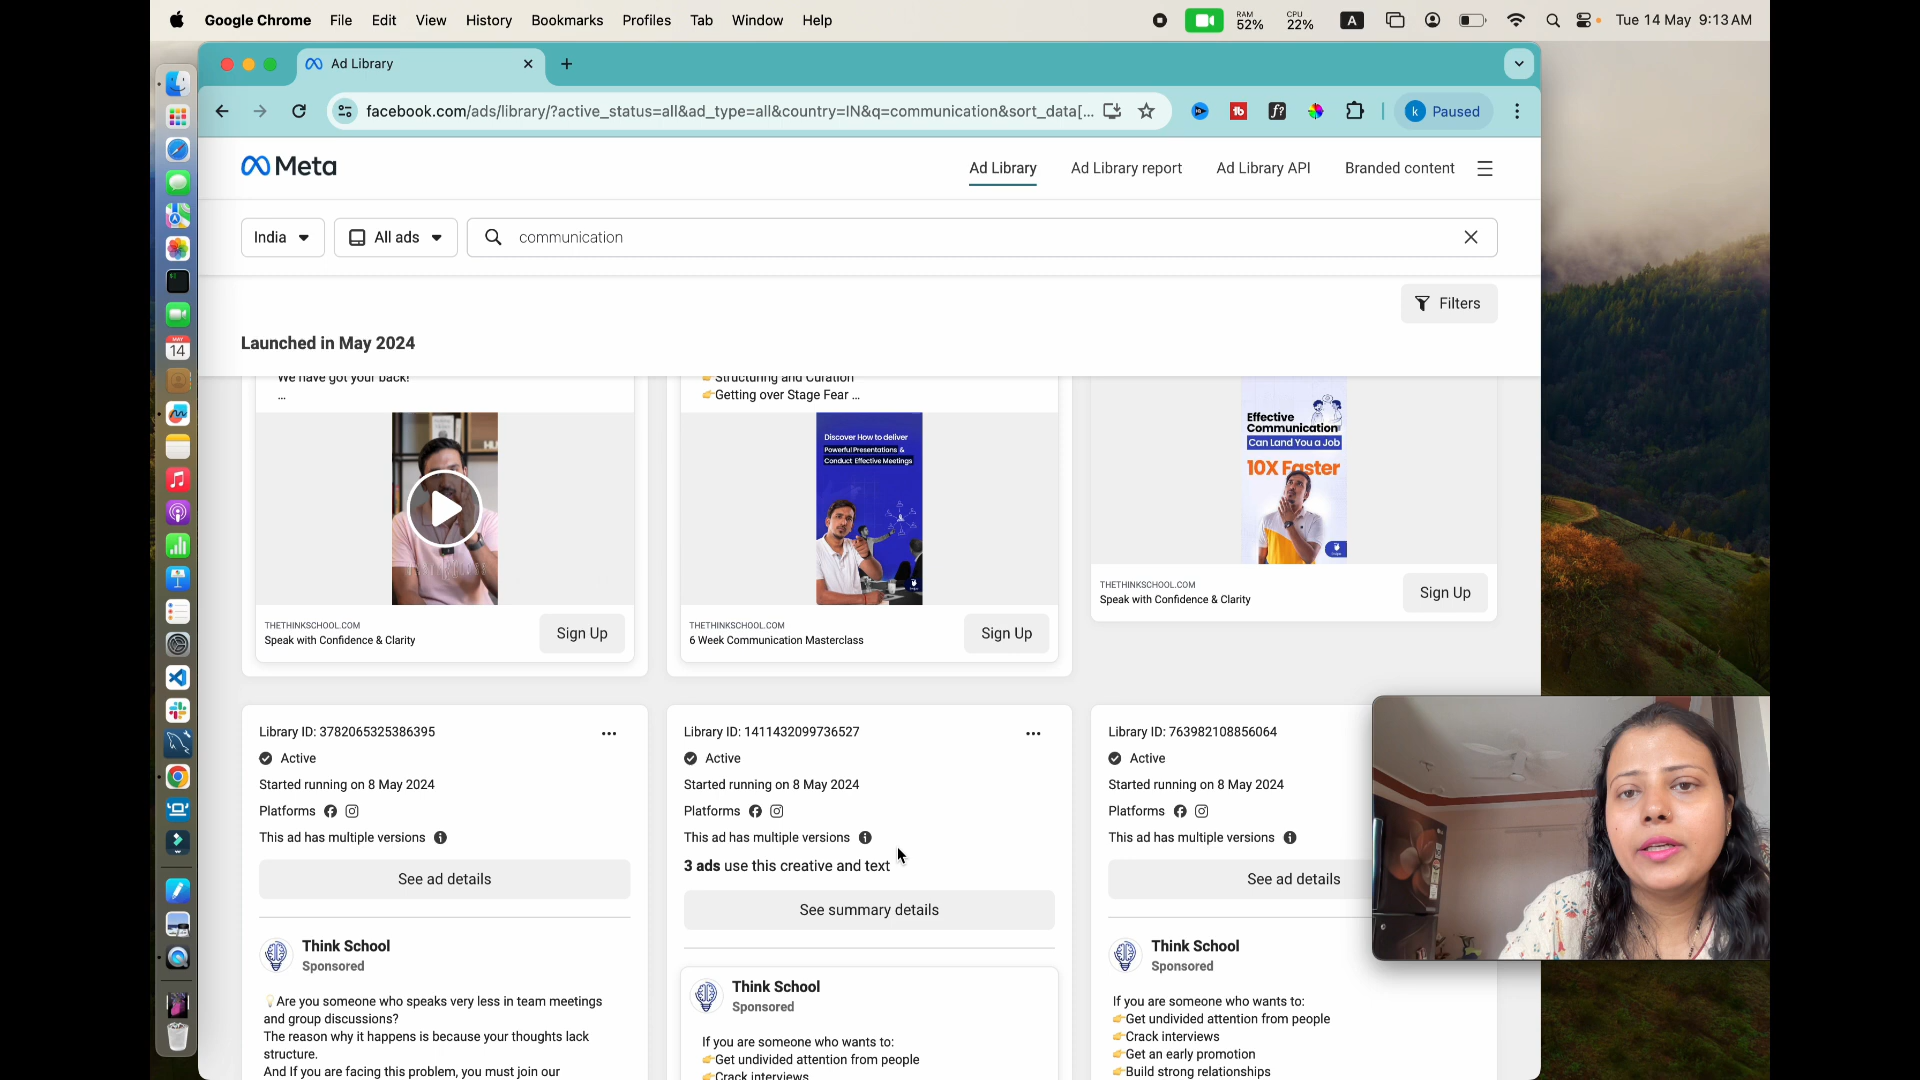 Google Chrome File Edit View History Bookmarks Profiles Tab Window Help
RAM 52% CPU 22% A Tue 14 May 9:13 AM
Ad Library
facebook.com/ads/library/?active_status=all&ad_type=all&country=IN&q=communication&sort_data[...
k Paused
Meta
Ad Library Ad Library report Ad Library API Branded content
India All ads communication
Filters
Launched in May 2024
We have got your back!
...
👉Structuring and Curation
👉Getting over Stage Fear ...
Discover How to deliver
Powerful Presentations &
Conduct Effective Meetings
Effective
Communication
Can Land You a Job
10X Faster
THETHINKSCHOOL.COM
Speak with Confidence & Clarity
Sign Up
THETHINKSCHOOL.COM
6 Week Communication Masterclass
Sign Up
THETHINKSCHOOL.COM
Speak with Confidence & Clarity
Sign Up
Library ID: 3782065325386395
Active
Started running on 8 May 2024
Platforms
This ad has multiple versions
See ad details
Think School
Sponsored
💡Are you someone who speaks very less in team meetings
and group discussions?
The reason why it happens is because your thoughts lack
structure.
And If you are facing this problem, you must join our
Library ID: 1411432099736527
Active
Started running on 8 May 2024
Platforms
This ad has multiple versions
3 ads use this creative and text
See summary details
Think School
Sponsored
If you are someone who wants to:
👉Get undivided attention from people
👉Crack interviews
Library ID: 763982108856064
Active
Started running on 8 May 2024
Platforms
This ad has multiple versions
See ad details
Think School
Sponsored
If you are someone who wants to:
👉Get undivided attention from people
👉Crack interviews
👉Get an early promotion
👉Build strong relationships
MAY
14